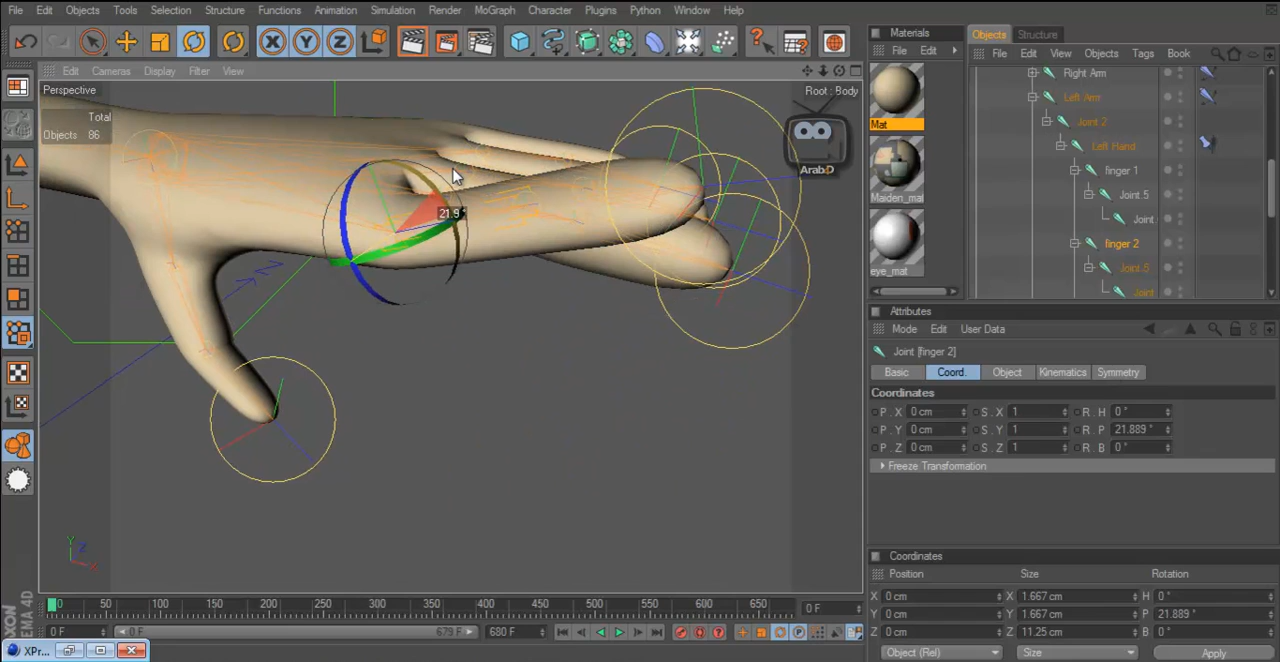 File Edit Objects Tools Selection Structure Functions Animation Simulation Render MoGraph Character Plugins Python Window Help
Edit Cameras Display Filter View
Perspective
Root : Body
Total
Objects 86
ArabD
21.9
Materials
File Edit
Mat
Maiden_mat
eye_mat
Objects Structure
File Edit View Objects Tags Book
Right Arm
Left Arm
Joint 2
Left Hand
finger 1
Joint.5
Joint
finger 2
Joint.5
Joint
Attributes
Mode Edit User Data
Joint [finger 2]
Basic Coord. Object Kinematics Symmetry
Coordinates
P . X 0 cm S . X 1 R . H 0 °
P . Y 0 cm S . Y 1 R . P 21.889 °
P . Z 0 cm S . Z 1 R . B 0 °
Freeze Transformation
Coordinates
Position Size Rotation
X 0 cm X 1.667 cm H 0 °
Y 0 cm Y 1.667 cm P 21.889 °
Z 0 cm Z 11.25 cm B 0 °
Object (Rel) Size Apply
0 50 100 150 200 250 300 350 400 450 500 550 600 650 0 F
0 F 0 F 679 F 680 F
XPr...